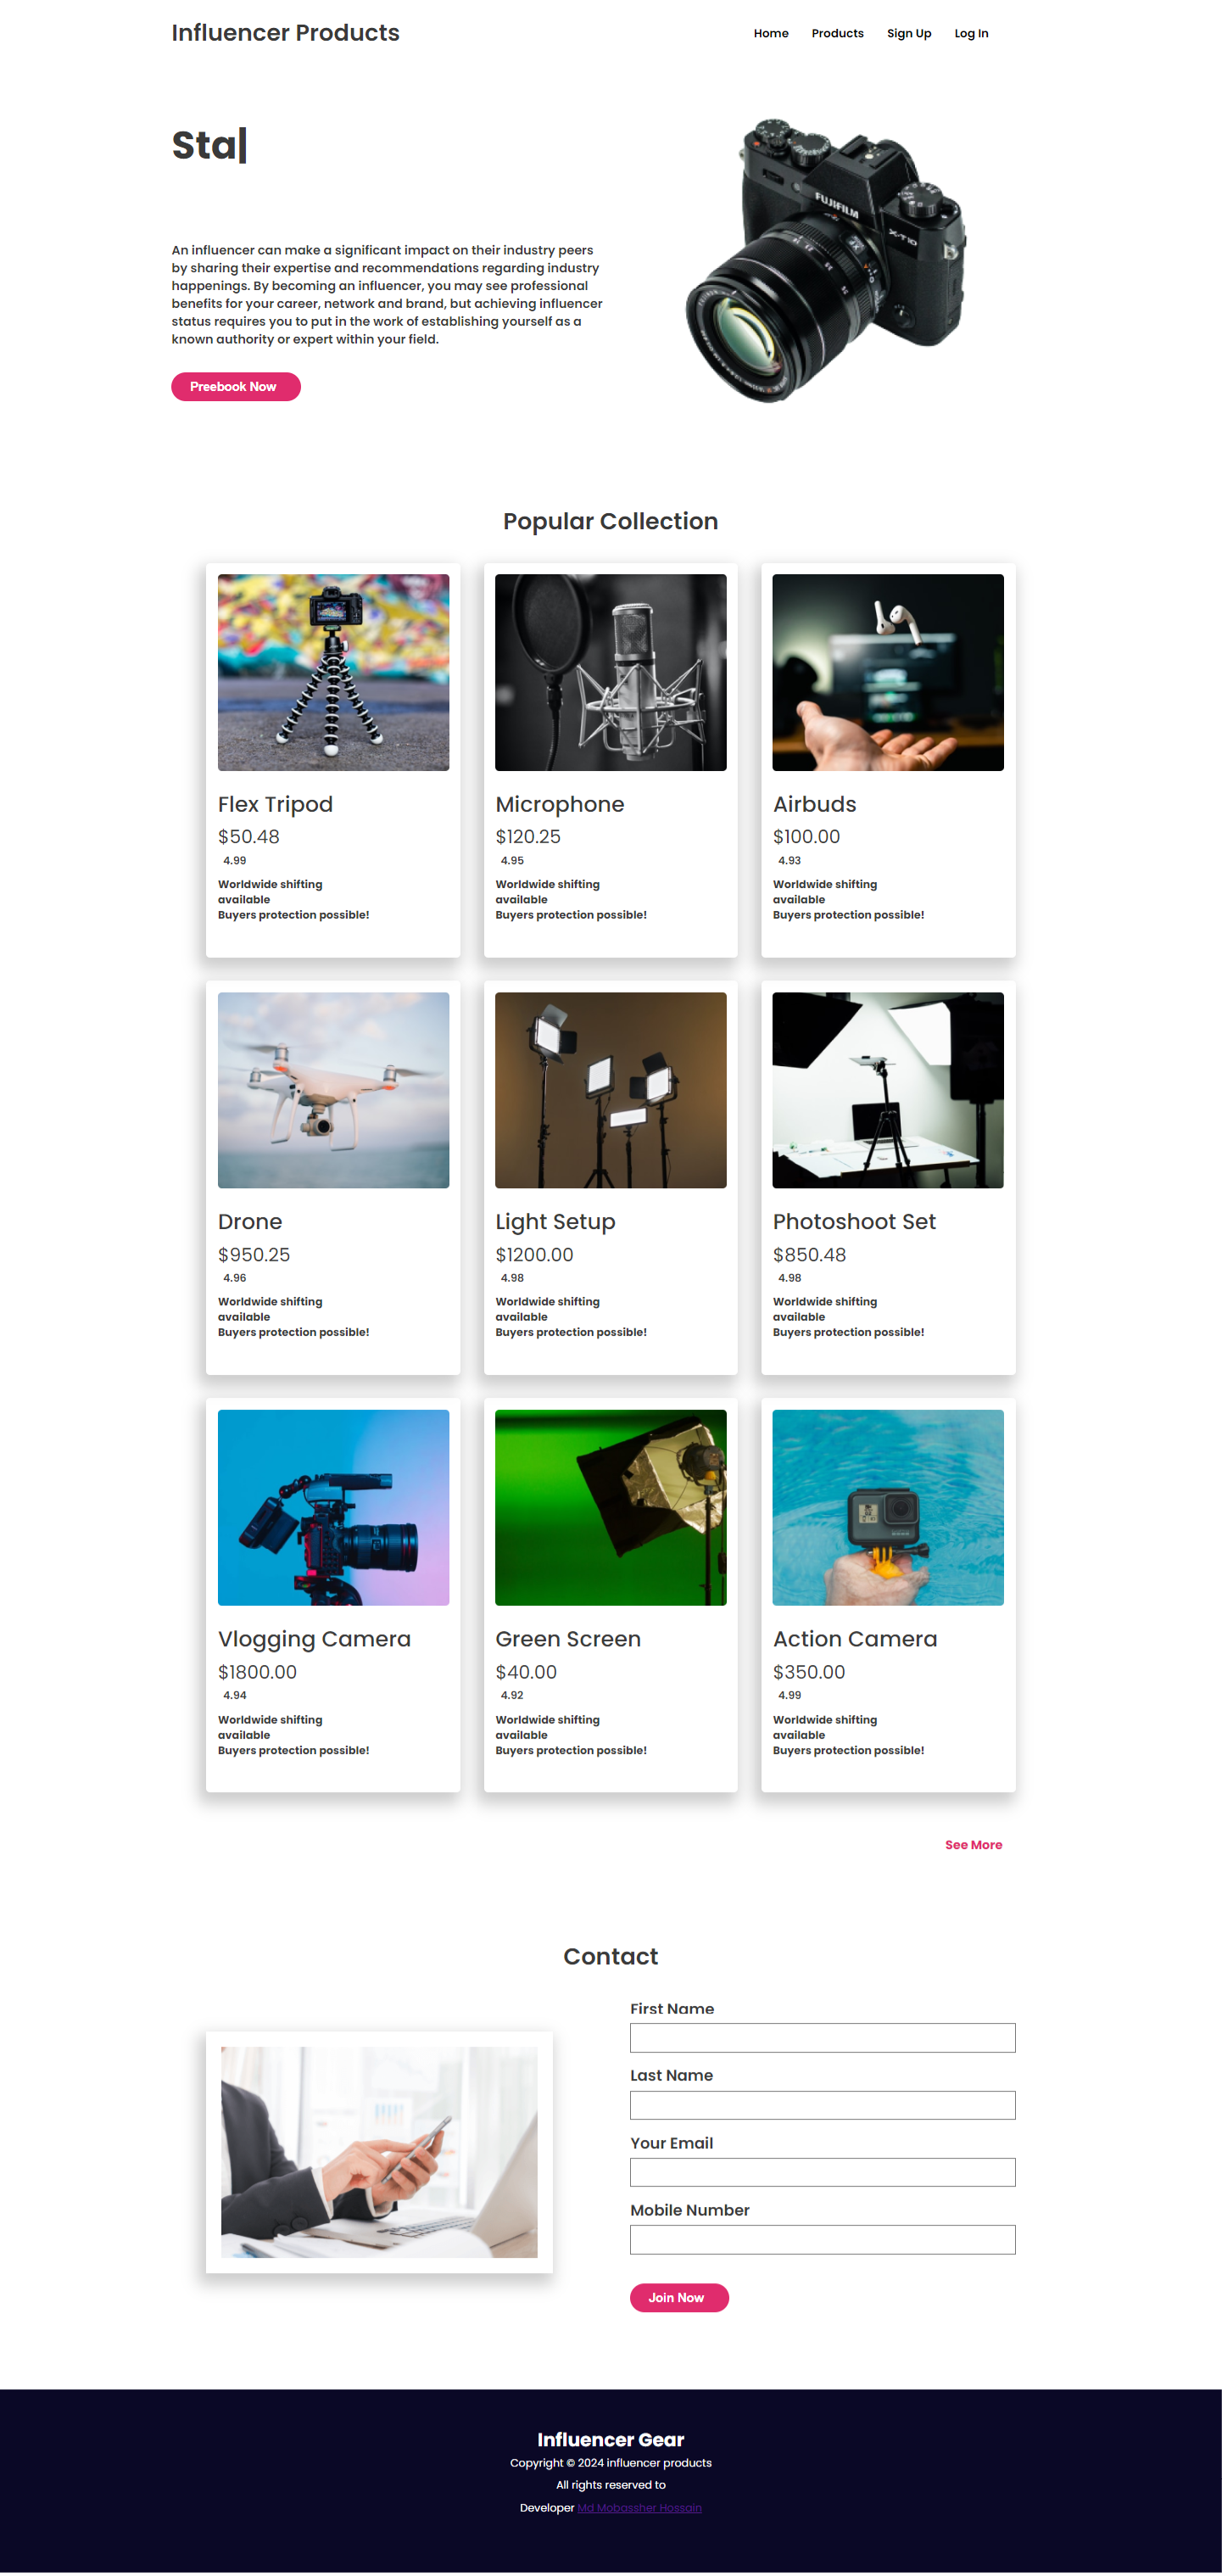 Influencer Products
Home Products Sign Up Log In
Sta|
FUJIFILM
X-T10
An influencer can make a significant impact on their industry peers
by sharing their expertise and recommendations regarding industry
happenings. By becoming an influencer, you may see professional
benefits for your career, network and brand, but achieving influencer
status requires you to put in the work of establishing yourself as a
known authority or expert within your field.
Preebook Now
Popular Collection
Flex Tripod
$50.48
4.99
Worldwide shifting
available
Buyers protection possible!
Microphone
$120.25
4.95
Worldwide shifting
available
Buyers protection possible!
Airbuds
$100.00
4.93
Worldwide shifting
available
Buyers protection possible!
Drone
$950.25
4.96
Worldwide shifting
available
Buyers protection possible!
Light Setup
$1200.00
4.98
Worldwide shifting
available
Buyers protection possible!
Photoshoot Set
$850.48
4.98
Worldwide shifting
available
Buyers protection possible!
Vlogging Camera
$1800.00
4.94
Worldwide shifting
available
Buyers protection possible!
Green Screen
$40.00
4.92
Worldwide shifting
available
Buyers protection possible!
Action Camera
$350.00
4.99
Worldwide shifting
available
Buyers protection possible!
See More
Contact
First Name
Last Name
Your Email
Mobile Number
Join Now
Influencer Gear
Copyright © 2024 influencer products
All rights reserved to
Developer Md Mobassher Hossain